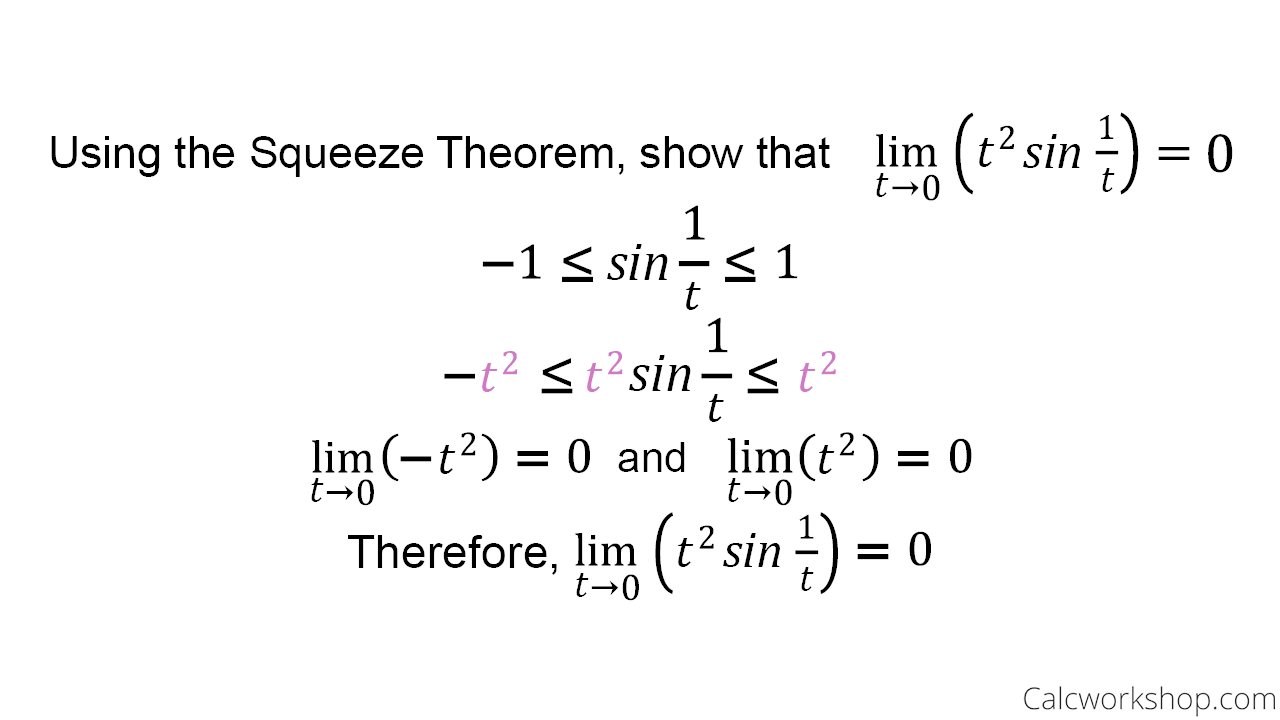 Using the Squeeze Theorem, show that lim t→0 (t² sin 1/t) = 0
−1 ≤ sin 1/t ≤ 1
−t² ≤ t² sin 1/t ≤ t²
lim t→0 (−t²) = 0 and lim t→0 (t²) = 0
Therefore, lim t→0 (t² sin 1/t) = 0
Calcworkshop.com